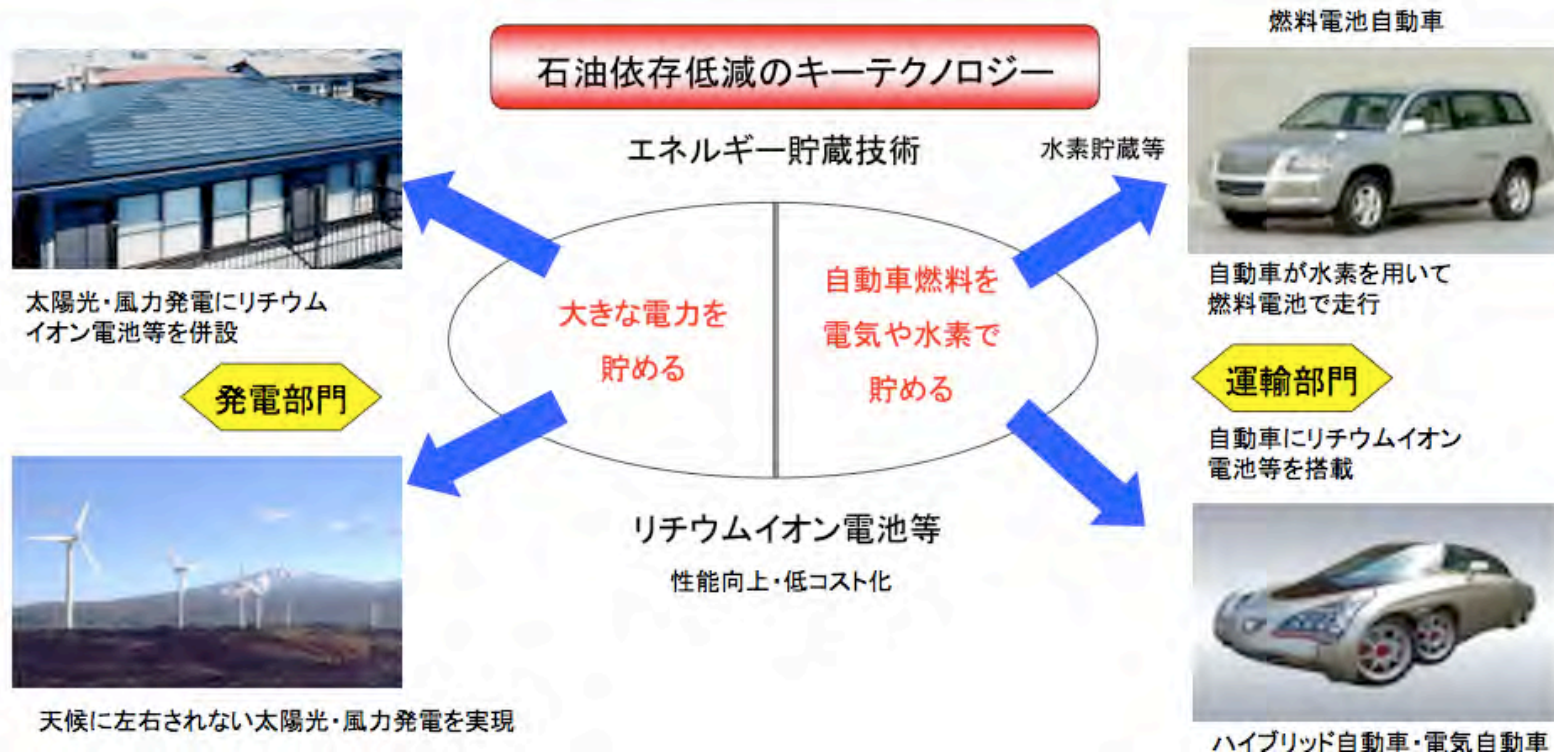 燃料電池自動車
石油依存低減のキーテクノロジー
エネルギー貯蔵技術
水素貯蔵等
太陽光・風力発電にリチウム
イオン電池等を併設
大きな電力を
貯める
自動車燃料を
電気や水素で
貯める
自動車が水素を用いて
燃料電池で走行
発電部門
運輸部門
自動車にリチウムイオン
電池等を搭載
リチウムイオン電池等
性能向上・低コスト化
天候に左右されない太陽光・風力発電を実現
ハイブリッド自動車・電気自動車